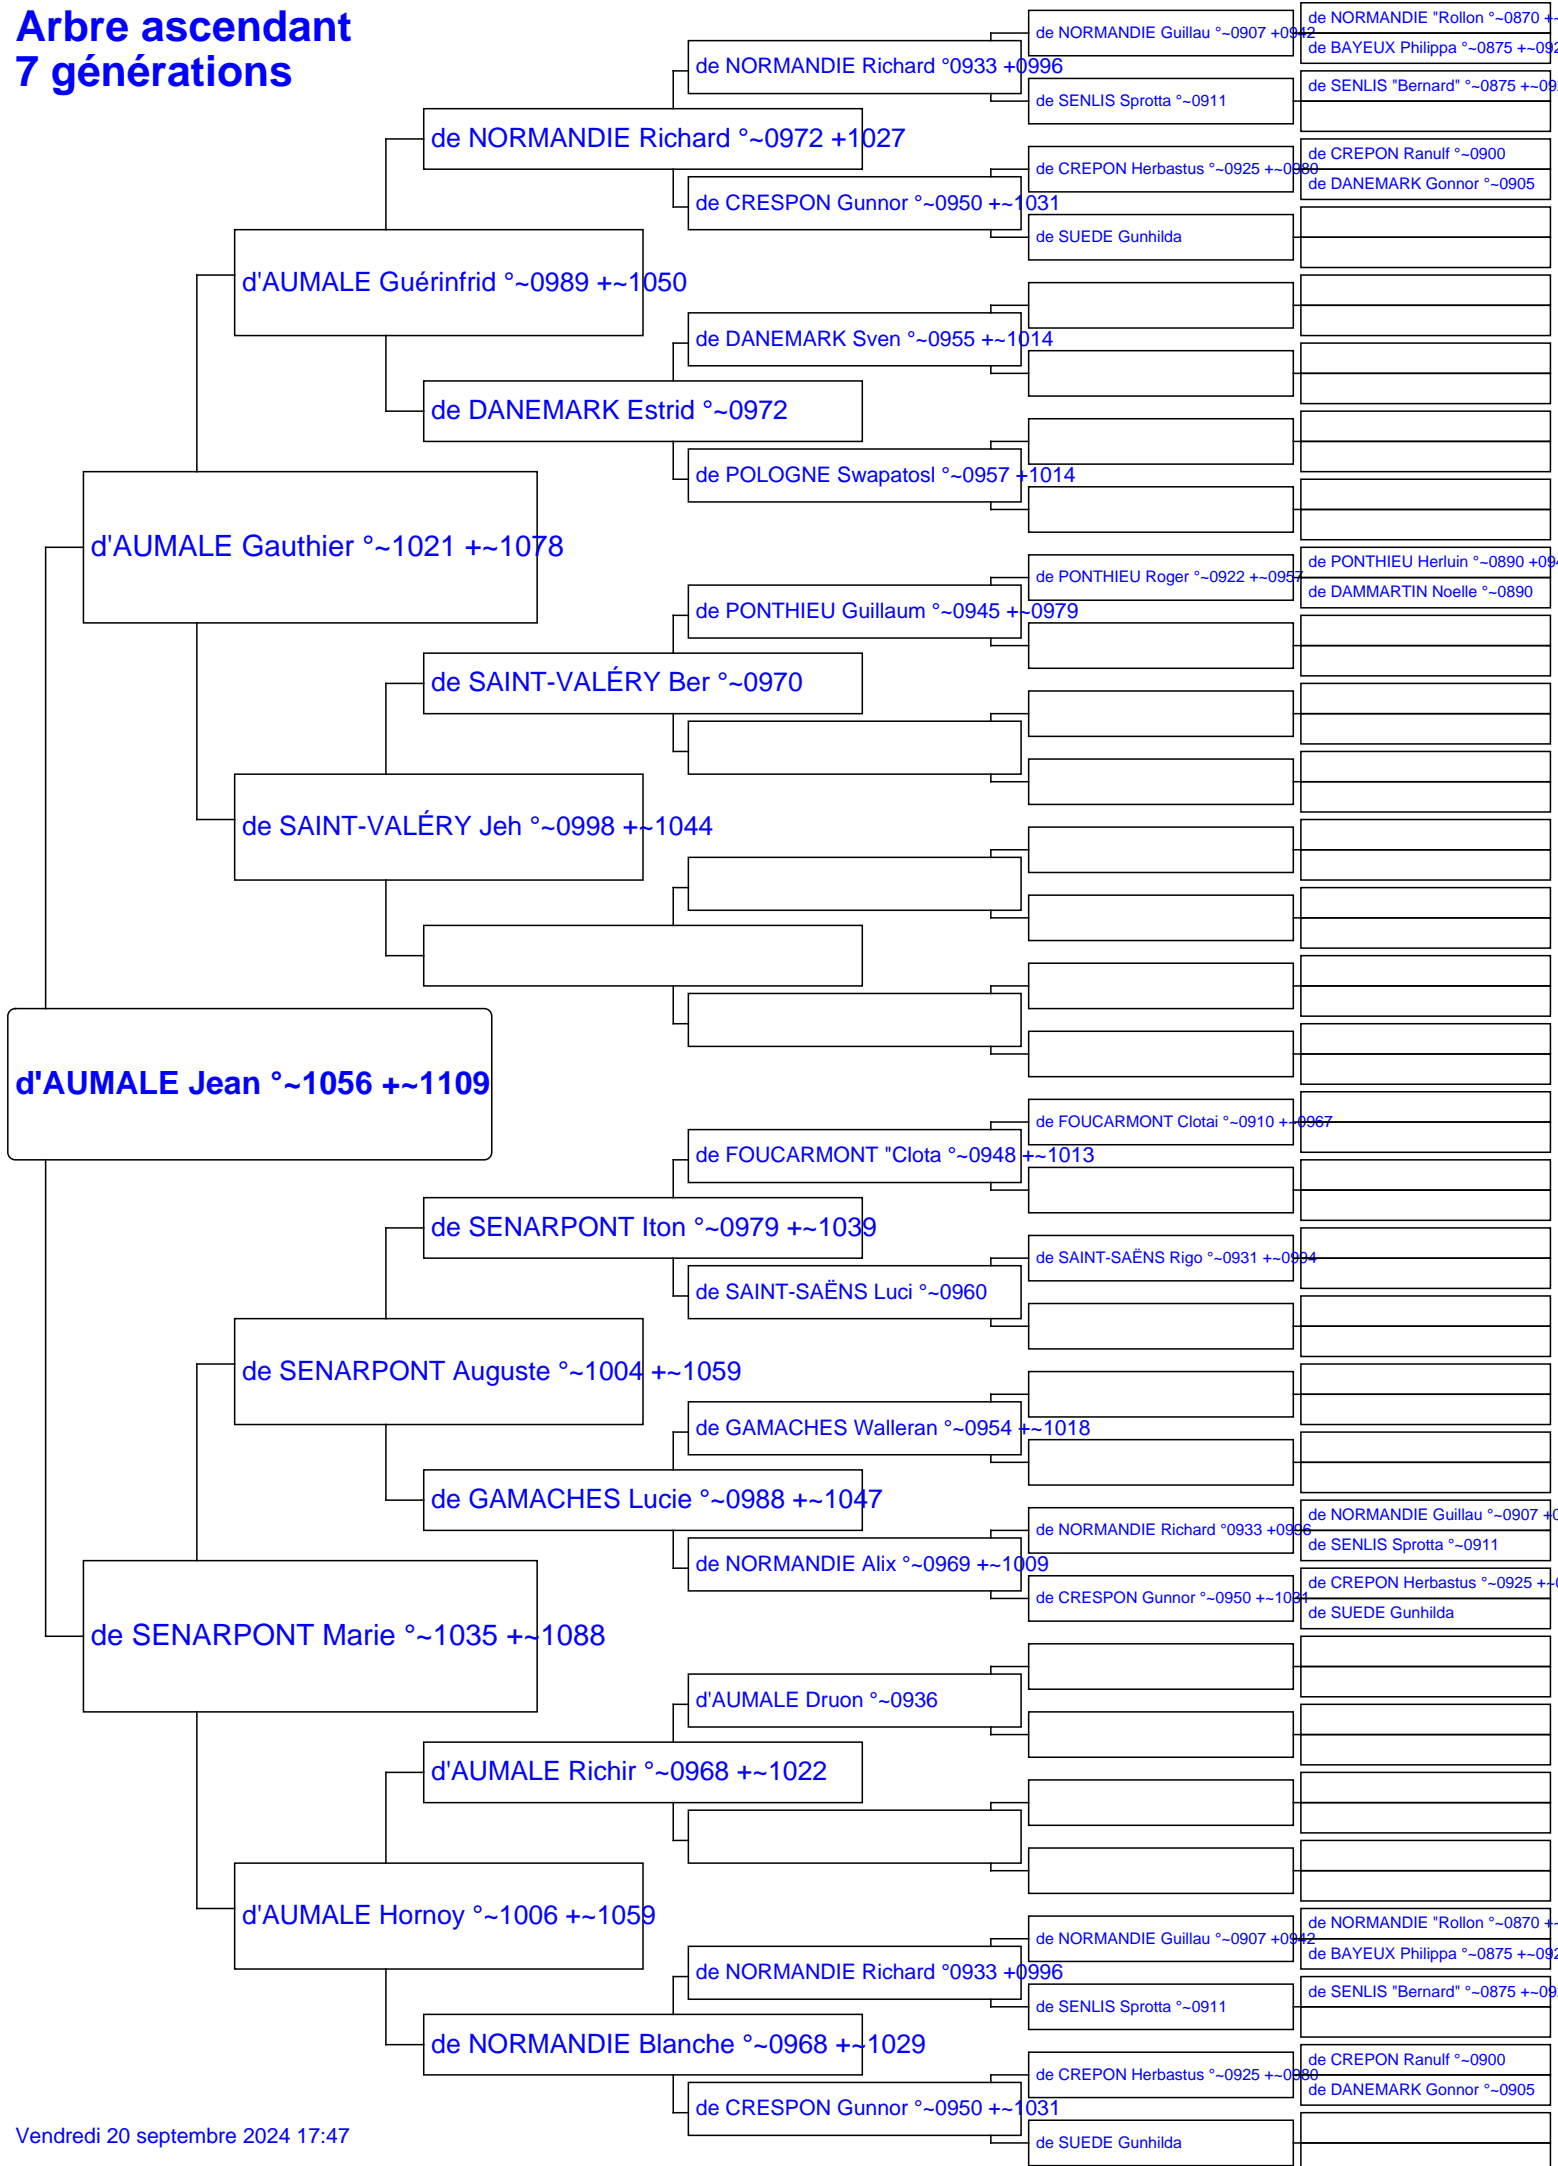 Arbre ascendant
7 générations
de NORMANDIE "Rollon °~0870 +~
de NORMANDIE Guillau °~0907 +0942
de BAYEUX Philippa °~0875 +~092
de NORMANDIE Richard °0933 +0996
de SENLIS "Bernard" °~0875 +~09
de SENLIS Sprotta °~0911
de NORMANDIE Richard °~0972 +1027
de CREPON Ranulf °~0900
de CREPON Herbastus °~0925 +~0980
de DANEMARK Gonnor °~0905
de CRESPON Gunnor °~0950 +~1031
de SUEDE Gunhilda
d'AUMALE Guérinfrid °~0989 +~1050
de DANEMARK Sven °~0955 +~1014
de DANEMARK Estrid °~0972
de POLOGNE Swapatosl °~0957 +1014
d'AUMALE Gauthier °~1021 +~1078
de PONTHIEU Herluin °~0890 +094
de PONTHIEU Roger °~0922 +~0957
de DAMMARTIN Noelle °~0890
de PONTHIEU Guillaum °~0945 +~0979
de SAINT-VALÉRY Ber °~0970
de SAINT-VALÉRY Jeh °~0998 +~1044
d'AUMALE Jean °~1056 +~1109
de FOUCARMONT Clotai °~0910 +~0967
de FOUCARMONT "Clota °~0948 +~1013
de SENARPONT Iton °~0979 +~1039
de SAINT-SAËNS Rigo °~0931 +~0994
de SAINT-SAËNS Luci °~0960
de SENARPONT Auguste °~1004 +~1059
de GAMACHES Walleran °~0954 +~1018
de GAMACHES Lucie °~0988 +~1047
de NORMANDIE Guillau °~0907 +0
de NORMANDIE Richard °0933 +0996
de SENLIS Sprotta °~0911
de NORMANDIE Alix °~0969 +~1009
de CREPON Herbastus °~0925 +~0
de CRESPON Gunnor °~0950 +~1031
de SUEDE Gunhilda
de SENARPONT Marie °~1035 +~1088
d'AUMALE Druon °~0936
d'AUMALE Richir °~0968 +~1022
d'AUMALE Hornoy °~1006 +~1059
de NORMANDIE "Rollon °~0870 +~
de NORMANDIE Guillau °~0907 +0942
de BAYEUX Philippa °~0875 +~092
de NORMANDIE Richard °0933 +0996
de SENLIS "Bernard" °~0875 +~09
de SENLIS Sprotta °~0911
de NORMANDIE Blanche °~0968 +~1029
de CREPON Ranulf °~0900
de CREPON Herbastus °~0925 +~0980
de DANEMARK Gonnor °~0905
de CRESPON Gunnor °~0950 +~1031
de SUEDE Gunhilda
Vendredi 20 septembre 2024 17:47